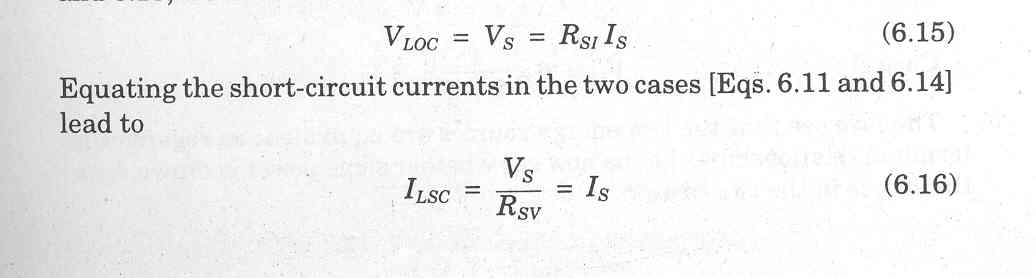 V_LOC = V_S = R_SI I_S (6.15)
Equating the short-circuit currents in the two cases [Eqs. 6.11 and 6.14]
lead to
I_LSC = V_S / R_SV = I_S (6.16)